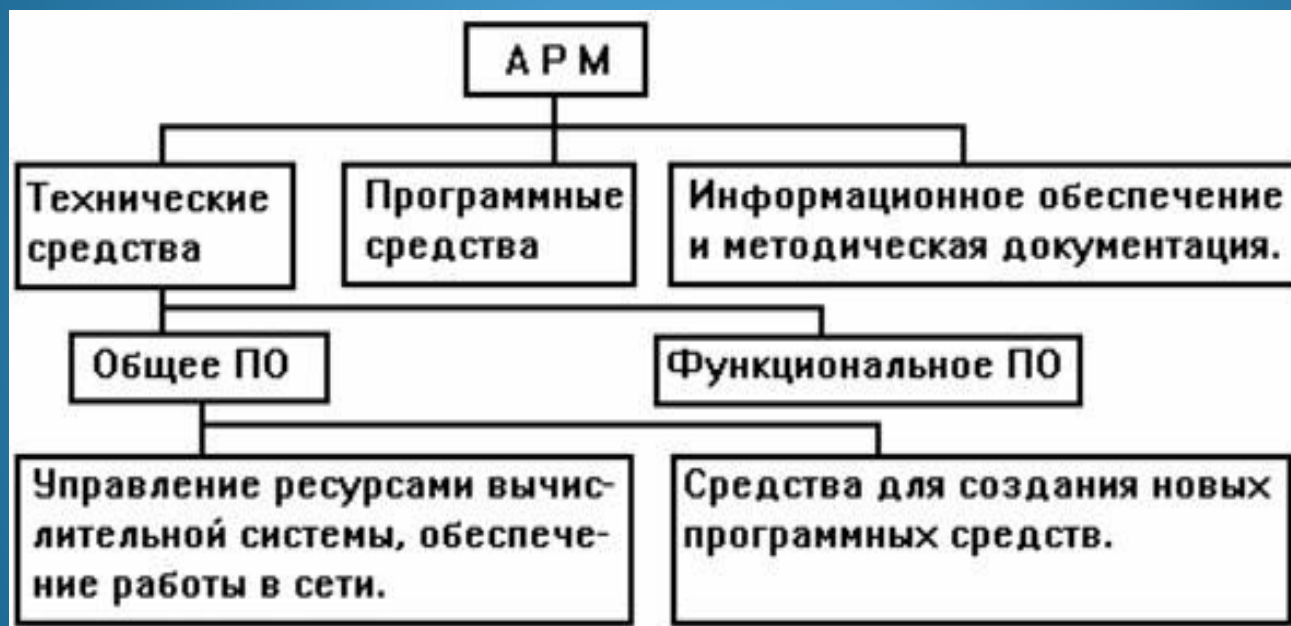 А Р М
Технические
средства
Программные
средства
Информационное обеспечение
и методическая документация.
Общее ПО
Функциональное ПО
Управление ресурсами вычис-
лительной системы, обеспече-
ние работы в сети.
Средства для создания новых
программных средств.